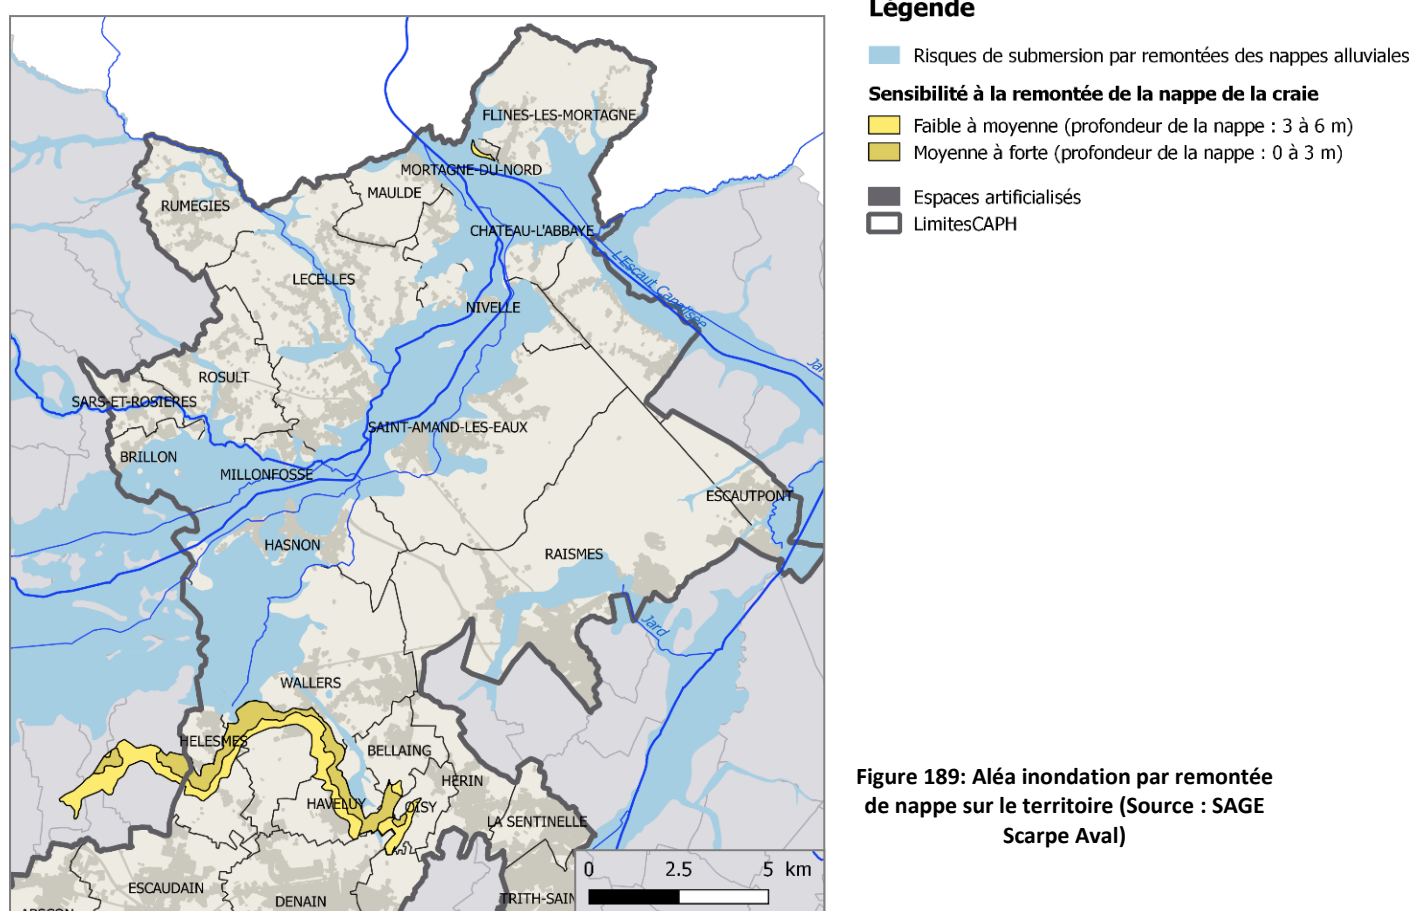 Légende
Risques de submersion par remontées des nappes alluviales
Sensibilité à la remontée de la nappe de la craie
Faible à moyenne (profondeur de la nappe : 3 à 6 m)
Moyenne à forte (profondeur de la nappe : 0 à 3 m)
Espaces artificialisés
LimitesCAPH
FLINES-LES-MORTAGNE
MORTAGNE-DU-NORD
MAULDE
RUMEGIES
CHATEAU-L'ABBAYE
L'Escaut Canalisée
LECELLES
NIVELLE
Jar
ROSULT
SARS-ET-ROSIERES
SAINT-AMAND-LES-EAUX
BRILLON
MILLONFOSSE
ESCAUTPONT
HASNON
RAISMES
Jard
WALLERS
HELESMES
BELLAING
HERIN
HAVELUY
OISY
LA SENTINELLE
ESCAUDAIN
DENAIN
TRITH-SAIN
0 2.5 5 km
Figure 189: Aléa inondation par remontée
de nappe sur le territoire (Source : SAGE
Scarpe Aval)